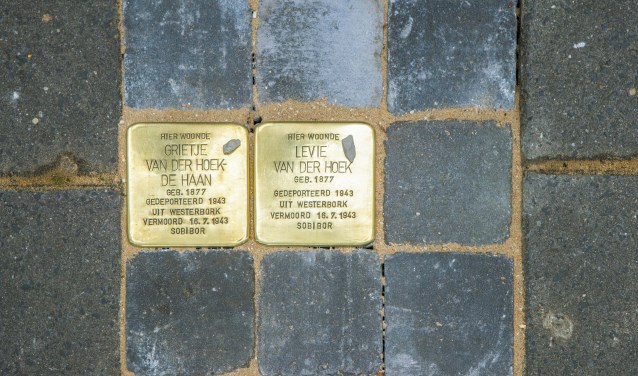 HIER WOONDE
GRIETJE
VAN DER HOEK-
DE HAAN
GEB. 1877
GEDEPORTEERD 1943
UIT WESTERBORK
VERMOORD 16.7.1943
SOBIBOR
HIER WOONDE
LEVIE
VAN DER HOEK
GEB. 1877
GEDEPORTEERD 1943
UIT WESTERBORK
VERMOORD 16.7.1943
SOBIBOR